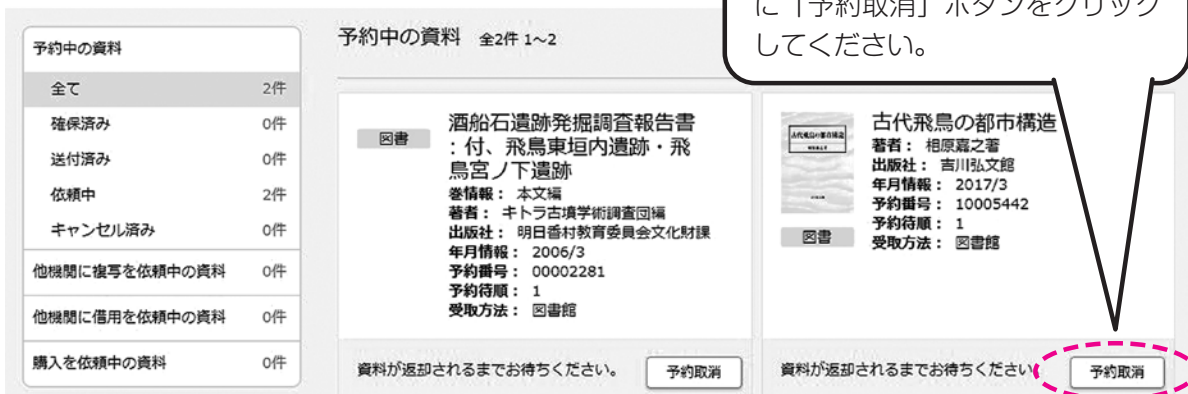 に「予約取消」ボタンをクリック
してください。
予約中の資料
全て 2件
確保済み 0件
送付済み 0件
依頼中 2件
キャンセル済み 0件
他機関に複写を依頼中の資料 0件
他機関に借用を依頼中の資料 0件
購入を依頼中の資料 0件
予約中の資料 全2件 1～2
図書
酒船石遺跡発掘調査報告書
：付、飛鳥東垣内遺跡・飛
鳥宮ノ下遺跡
巻情報： 本文編
著者： キトラ古墳学術調査団編
出版社： 明日香村教育委員会文化財課
年月情報： 2006/3
予約番号： 00002281
予約待順： 1
受取方法： 図書館
資料が返却されるまでお待ちください。 予約取消
古代飛鳥の都市構造
図書
古代飛鳥の都市構造
著者： 相原嘉之著
出版社： 吉川弘文館
年月情報： 2017/3
予約番号： 10005442
予約待順： 1
受取方法： 図書館
資料が返却されるまでお待ちください 予約取消